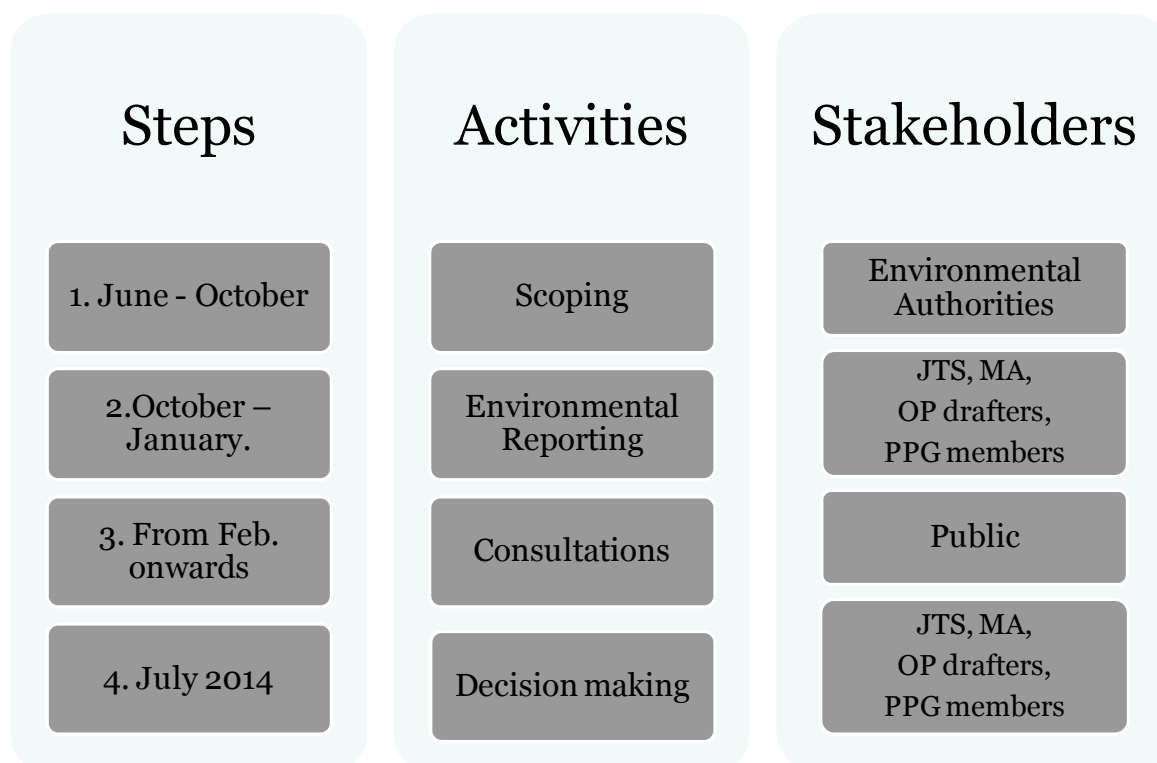 Steps
1. June - October
2.October –
January.
3. From Feb.
onwards
4. July 2014
Activities
Scoping
Environmental
Reporting
Consultations
Decision making
Stakeholders
Environmental
Authorities
JTS, MA,
OP drafters,
PPG members
Public
JTS, MA,
OP drafters,
PPG members